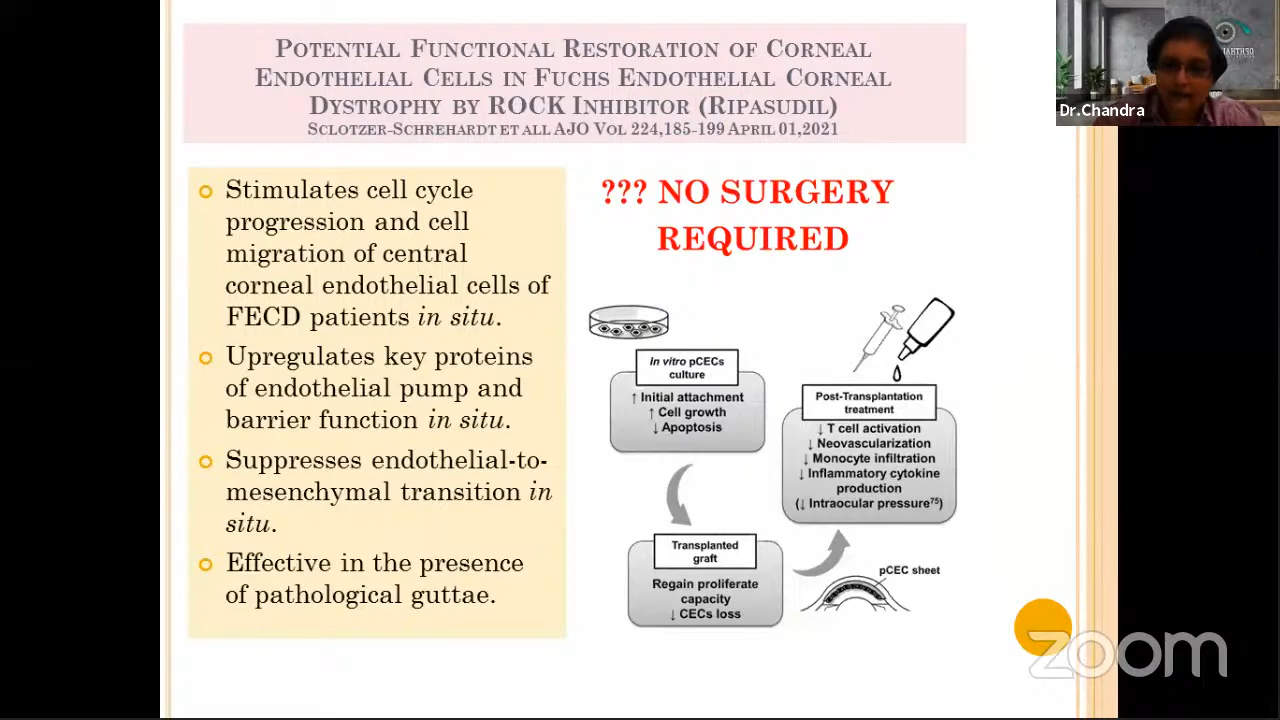 POTENTIAL FUNCTIONAL RESTORATION OF CORNEAL
ENDOTHELIAL CELLS IN FUCHS ENDOTHELIAL CORNEAL
DYSTROPHY BY ROCK INHIBITOR (RIPASUDIL)
SCLOTZER-SCHREHARDT ET ALL AJO VOL 224,185-199 APRIL 01,2021
Dr.Chandra
Stimulates cell cycle
progression and cell
migration of central
corneal endothelial cells of
FECD patients in situ.
Upregulates key proteins
of endothelial pump and
barrier function in situ.
Suppresses endothelial-to-
mesenchymal transition in
situ.
Effective in the presence
of pathological guttae.
??? NO SURGERY
REQUIRED
In vitro pCECs
culture
↑ Initial attachment
↑ Cell growth
↓ Apoptosis
Transplanted
graft
Regain proliferate
capacity
↓ CECs loss
Post-Transplantation
treatment
↓ T cell activation
↓ Neovascularization
↓ Monocyte infiltration
↓ Inflammatory cytokine
production
(↓ Intraocular pressure75)
pCEC sheet
zoom